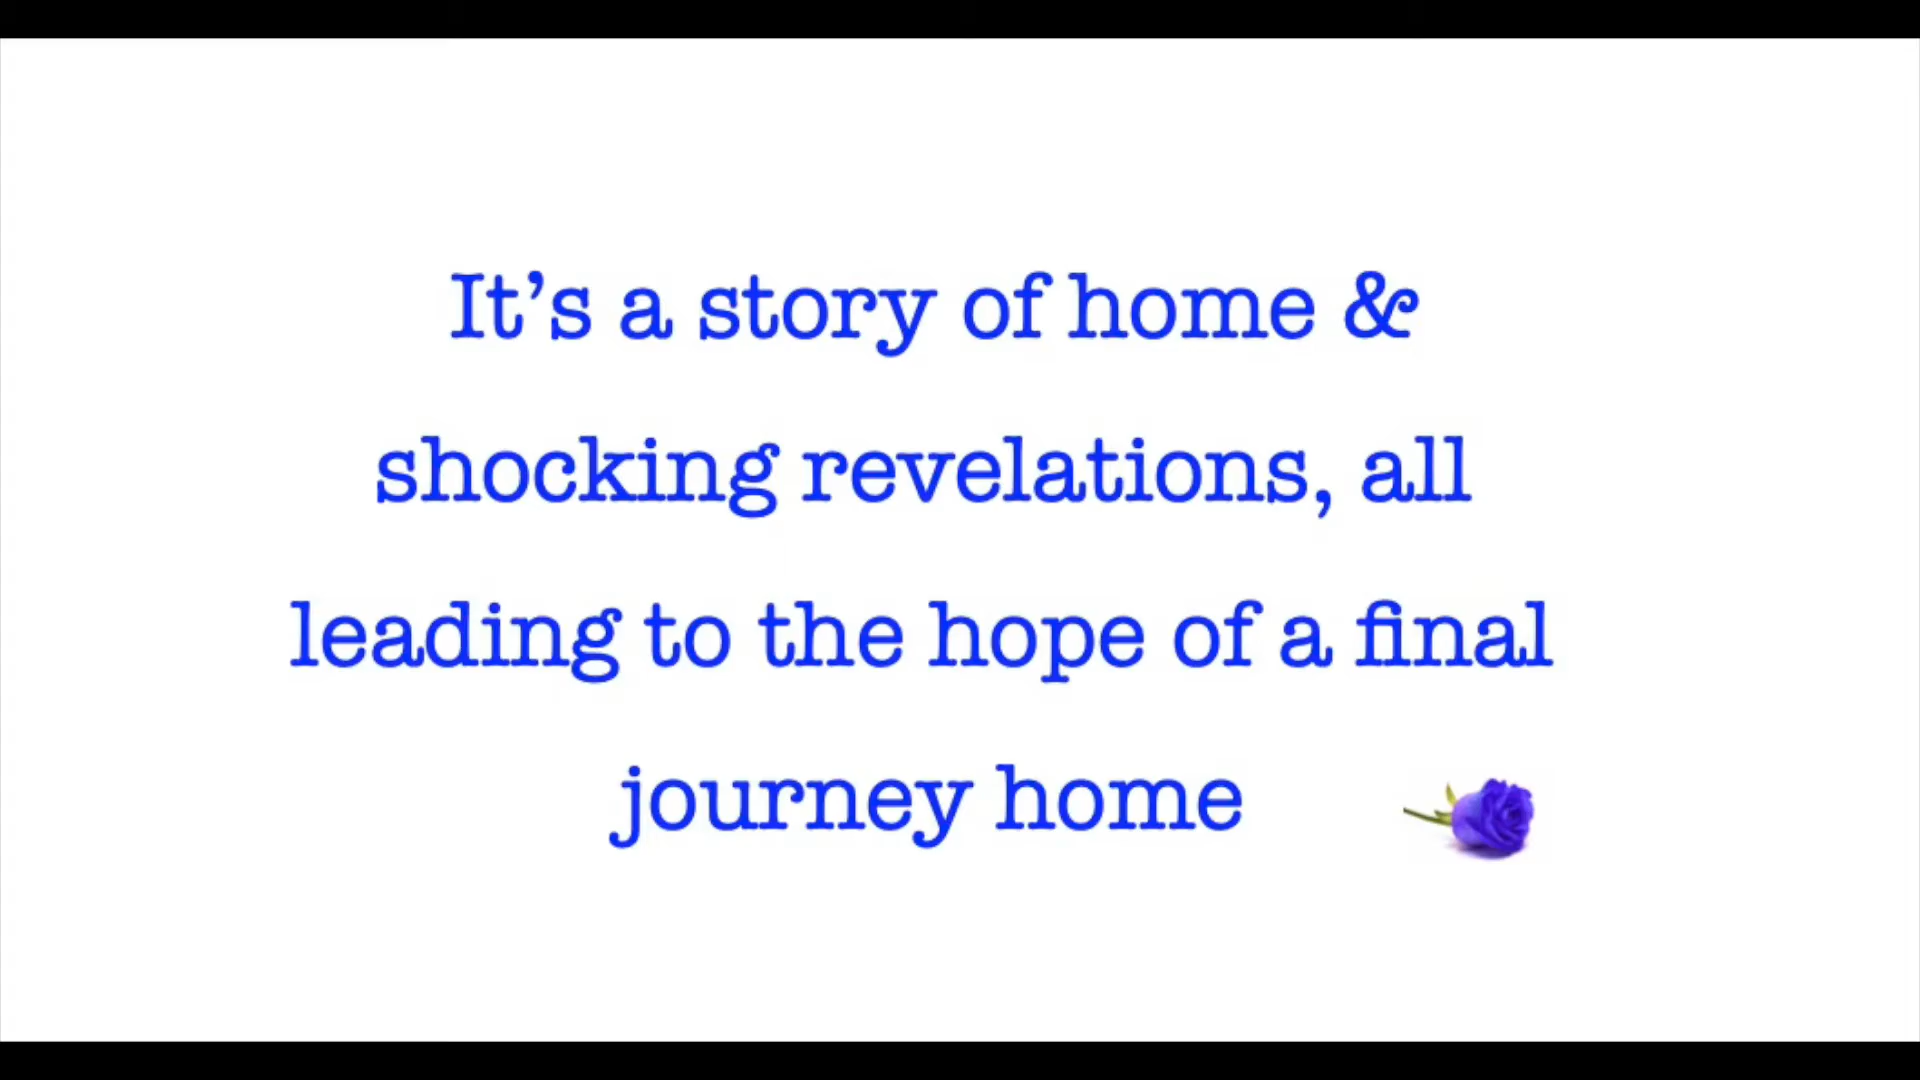 It’s a story of home &
shocking revelations, all
leading to the hope of a final
journey home